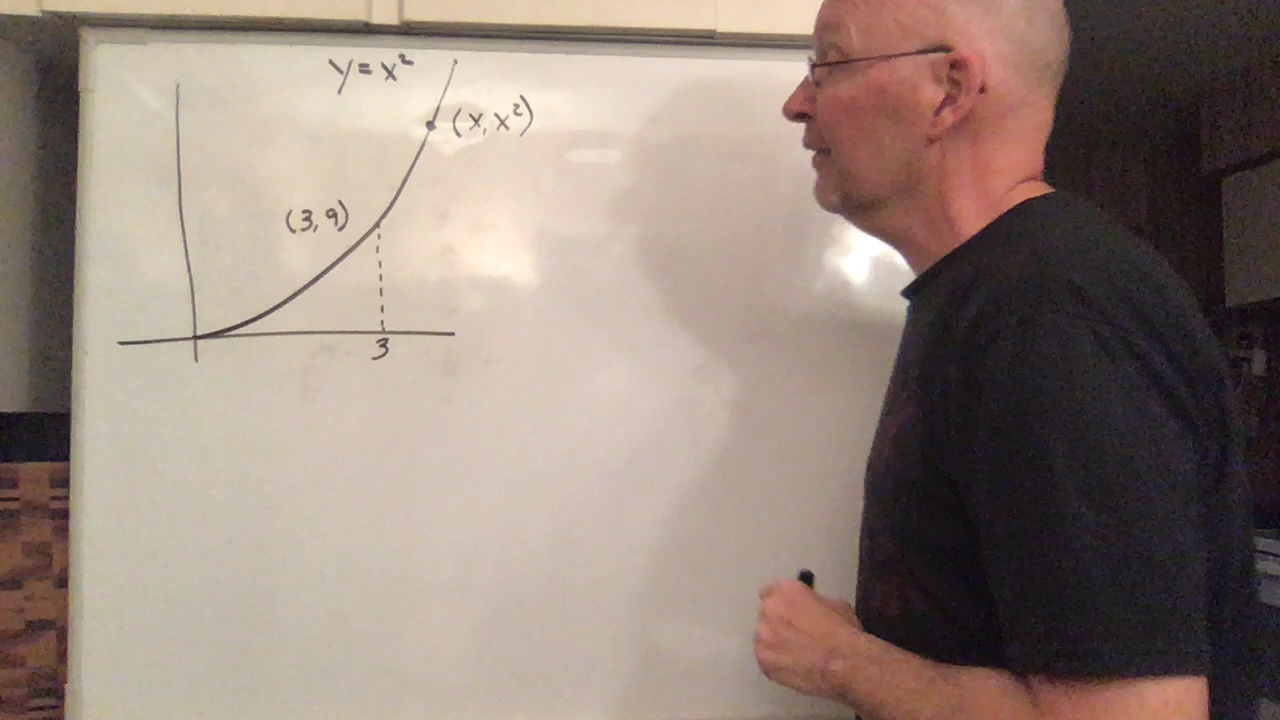 y = x²
(x, x²)
(3, 9)
3